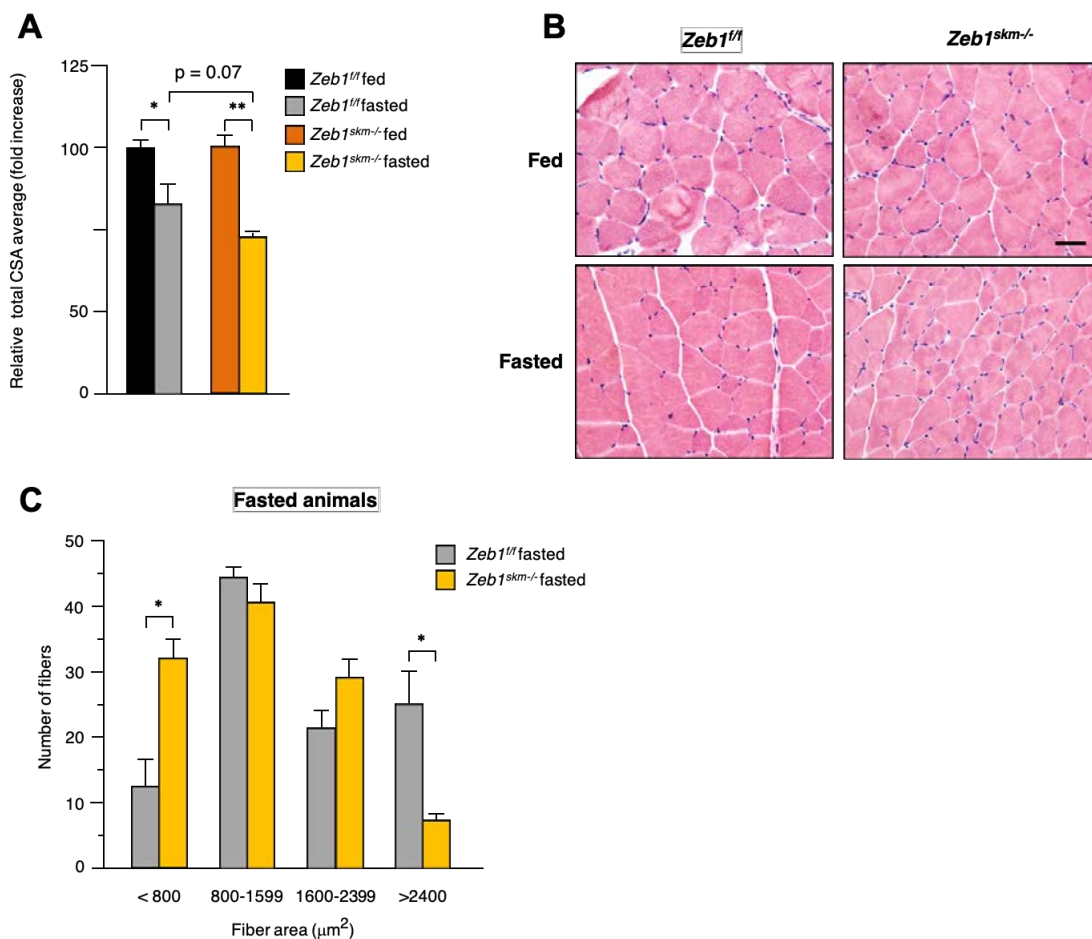 A
Relative total CSA average (fold increase)
125
100
50
0
p = 0.07
*
**
Zeb1f/f fed
Zeb1f/f fasted
Zeb1skm-/- fed
Zeb1skm-/- fasted
B
Zeb1f/f
Zeb1skm-/-
Fed
Fasted
C
Fasted animals
Number of fibers
50
40
30
20
10
0
*
*
Zeb1f/f fasted
Zeb1skm-/- fasted
< 800
800-1599
1600-2399
>2400
Fiber area (μm2)